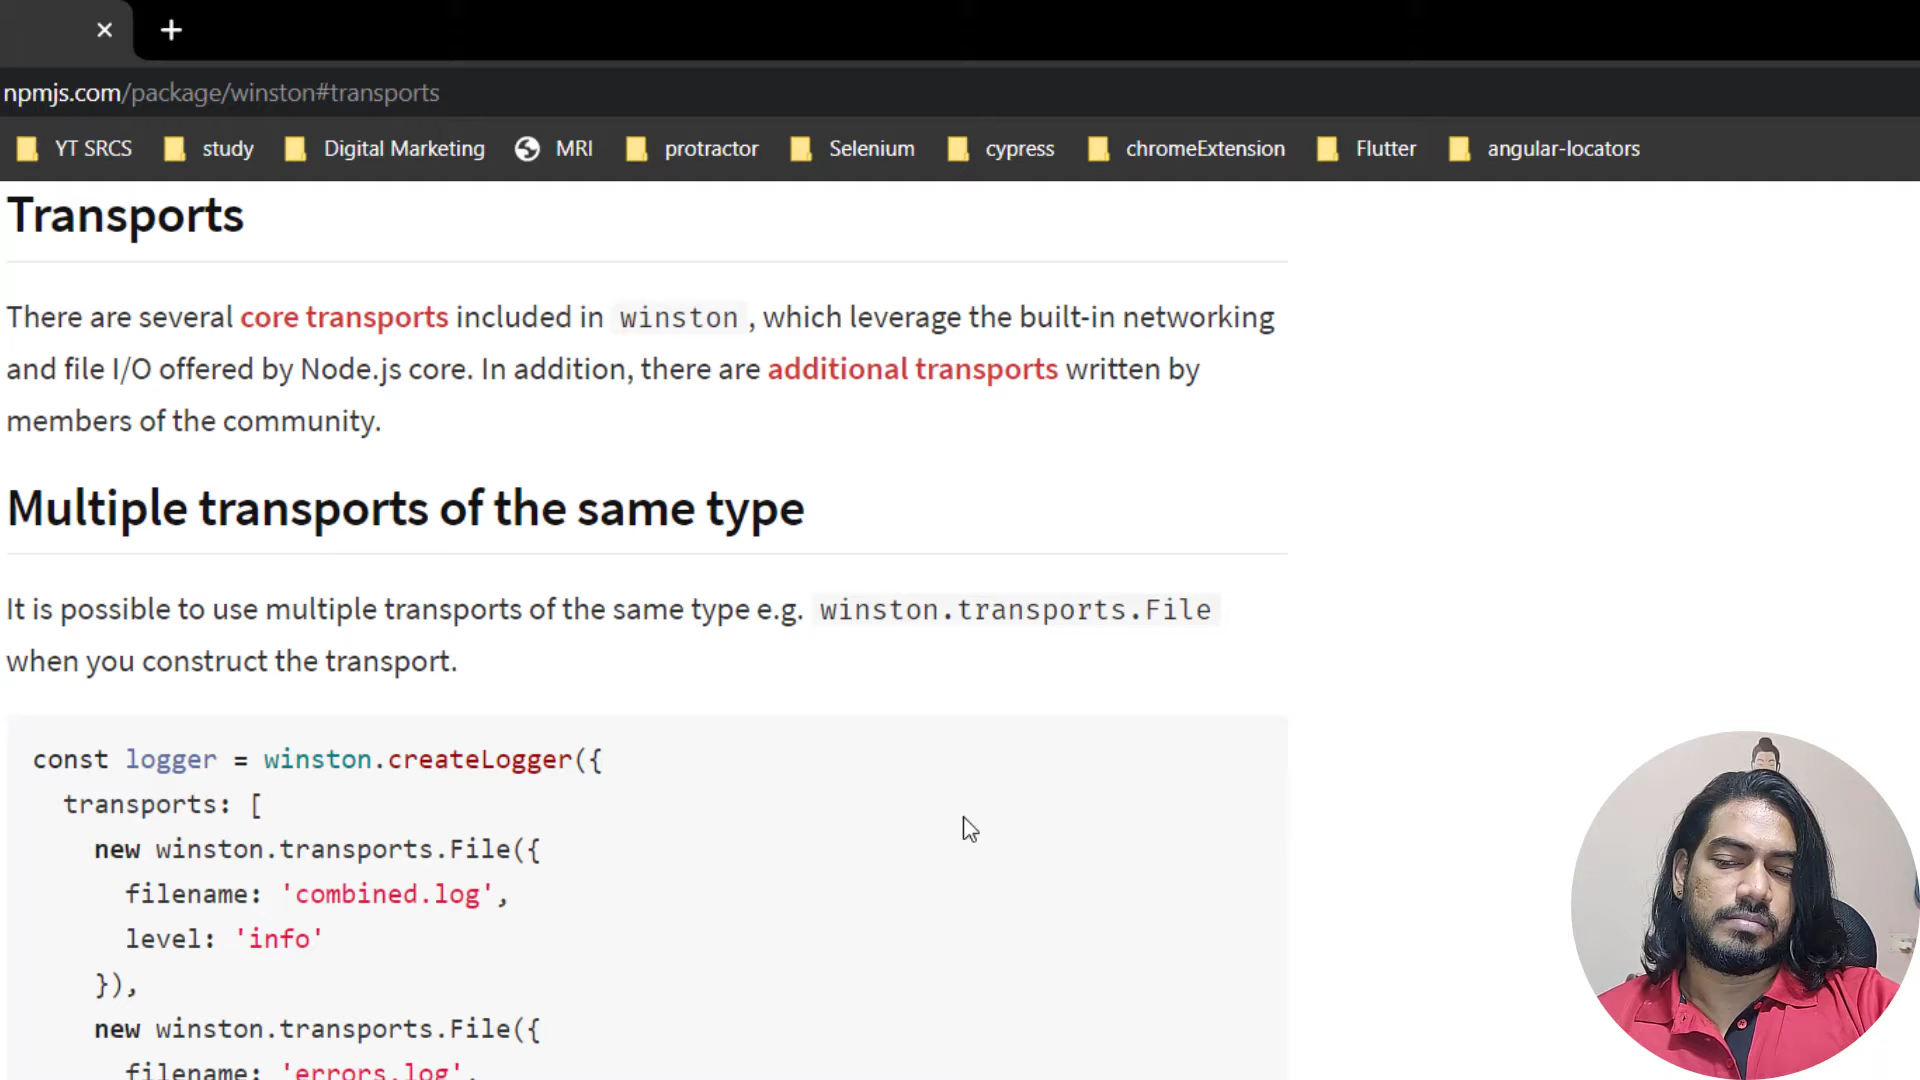 npmjs.com/package/winston#transports
YT SRCS study Digital Marketing MRI protractor Selenium cypress chromeExtension Flutter angular-locators
Transports
There are several core transports included in winston, which leverage the built-in networking
and file I/O offered by Node.js core. In addition, there are additional transports written by
members of the community.
Multiple transports of the same type
It is possible to use multiple transports of the same type e.g. winston.transports.File
when you construct the transport.
const logger = winston.createLogger({
transports: [
new winston.transports.File({
filename: 'combined.log',
level: 'info'
}),
new winston.transports.File({
filename: 'errors.log',